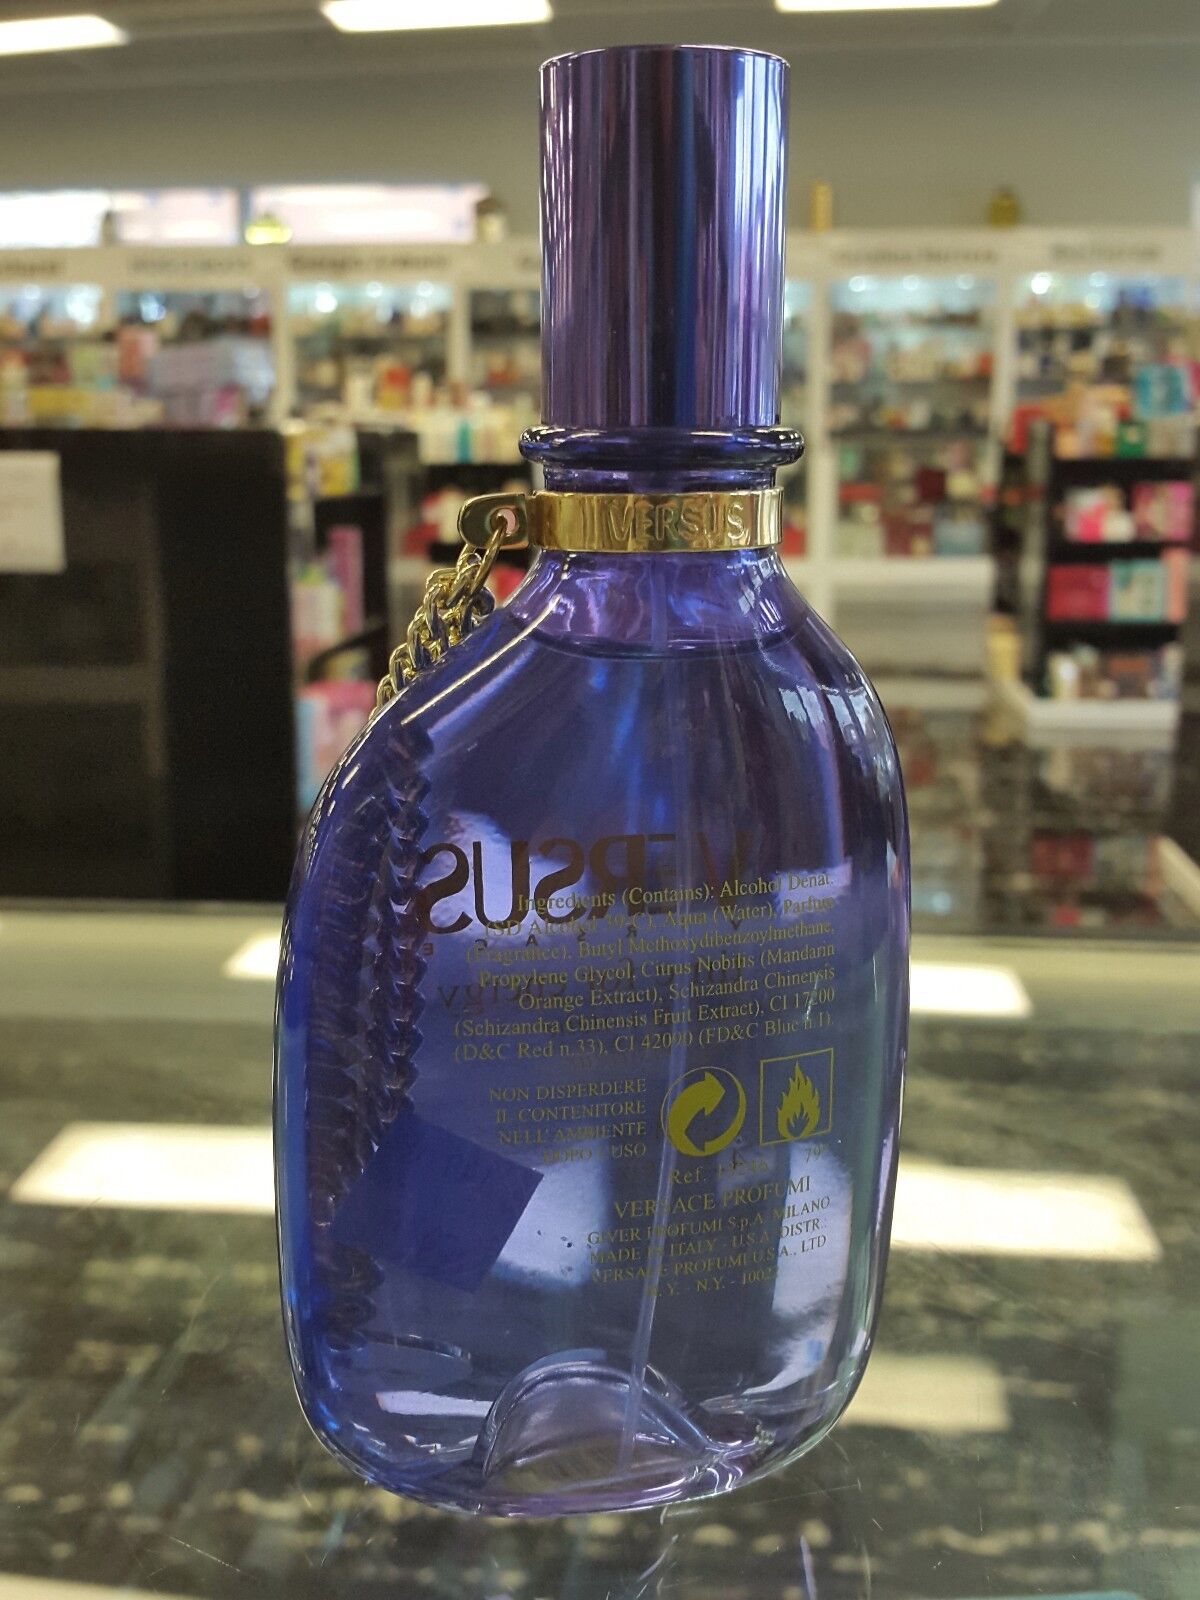 VERSUS
VERSUS
Ingredients (Contains): Alcohol Denat.
(SD Alcohol 39-C), Aqua (Water), Parfum
(Fragrance), Butyl Methoxydibenzoylmethane,
Propylene Glycol, Citrus Nobilis (Mandarin
Orange Extract), Schizandra Chinensis
(Schizandra Chinensis Fruit Extract), CI 17200
(D&C Red n.33), CI 42090 (FD&C Blue n.1).
NON DISPERDERE
IL CONTENITORE
NELL'AMBIENTE
DOPO L'USO
Ref. 79°
VERSACE PROFUMI
GIVER PROFUMI S.p.A. MILANO
MADE IN ITALY - U.S.A. DISTR.:
VERSACE PROFUMI U.S.A., LTD
N.Y. - N.Y. -